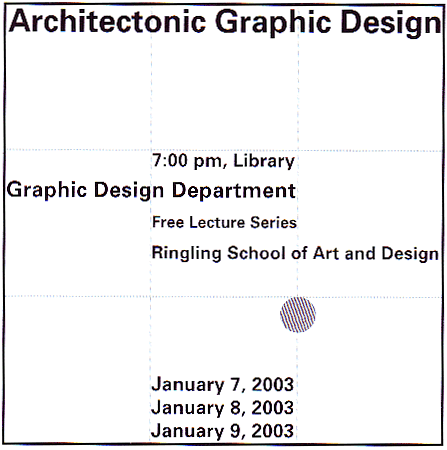 Architectonic Graphic Design
7:00 pm, Library
Graphic Design Department
Free Lecture Series
Ringling School of Art and Design
January 7, 2003
January 8, 2003
January 9, 2003